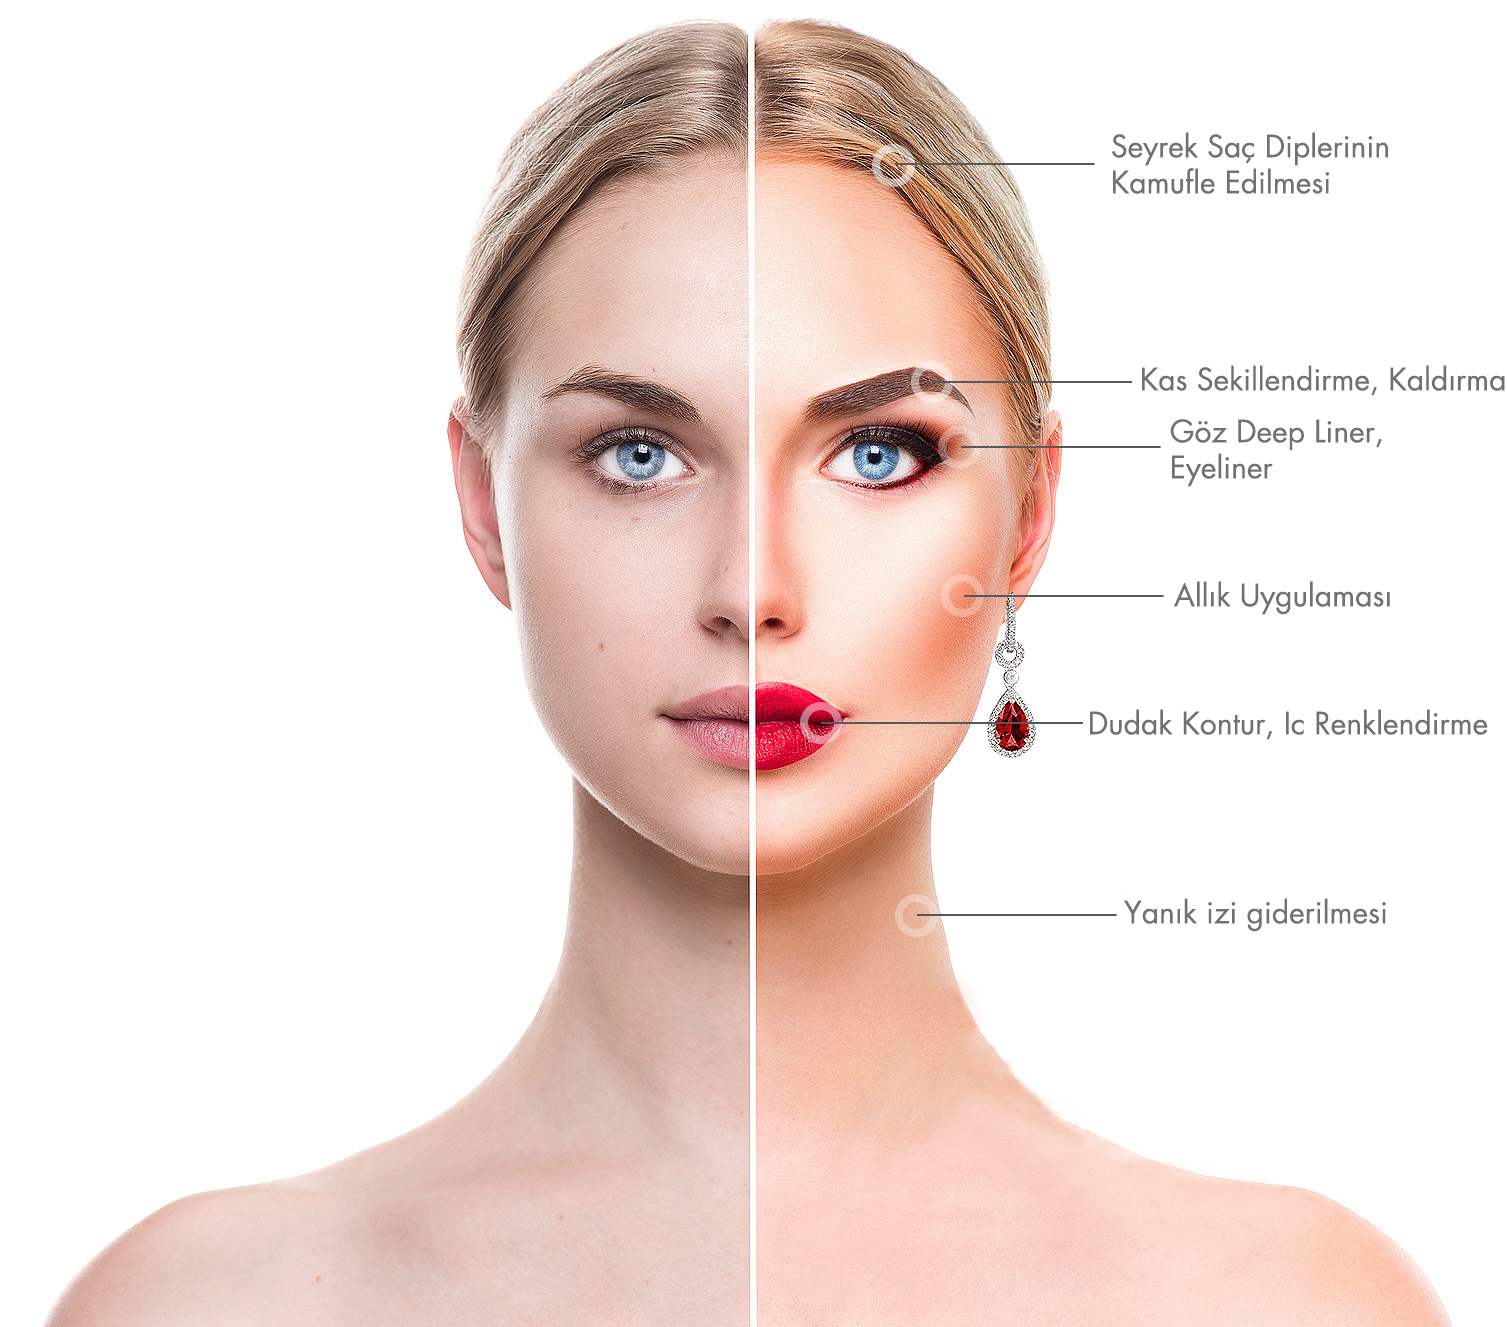 Seyrek Saç Diplerinin
Kamufle Edilmesi
Kas Sekillendirme, Kaldırma
Göz Deep Liner,
Eyeliner
Allık Uygulaması
Dudak Kontur, Ic Renklendirme
Yanık izi giderilmesi